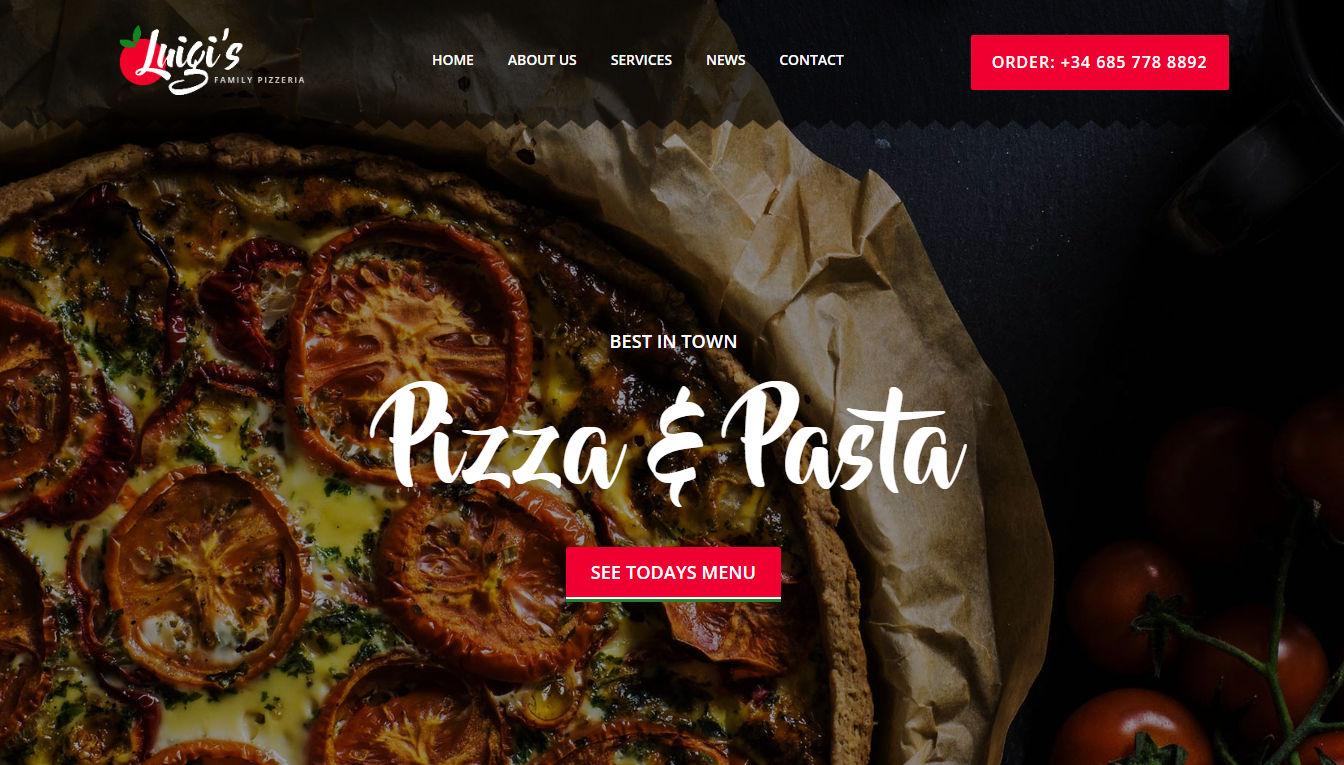 Luigi's
FAMILY PIZZERIA
HOME ABOUT US SERVICES NEWS CONTACT
ORDER: +34 685 778 8892
BEST IN TOWN
Pizza & Pasta
SEE TODAYS MENU